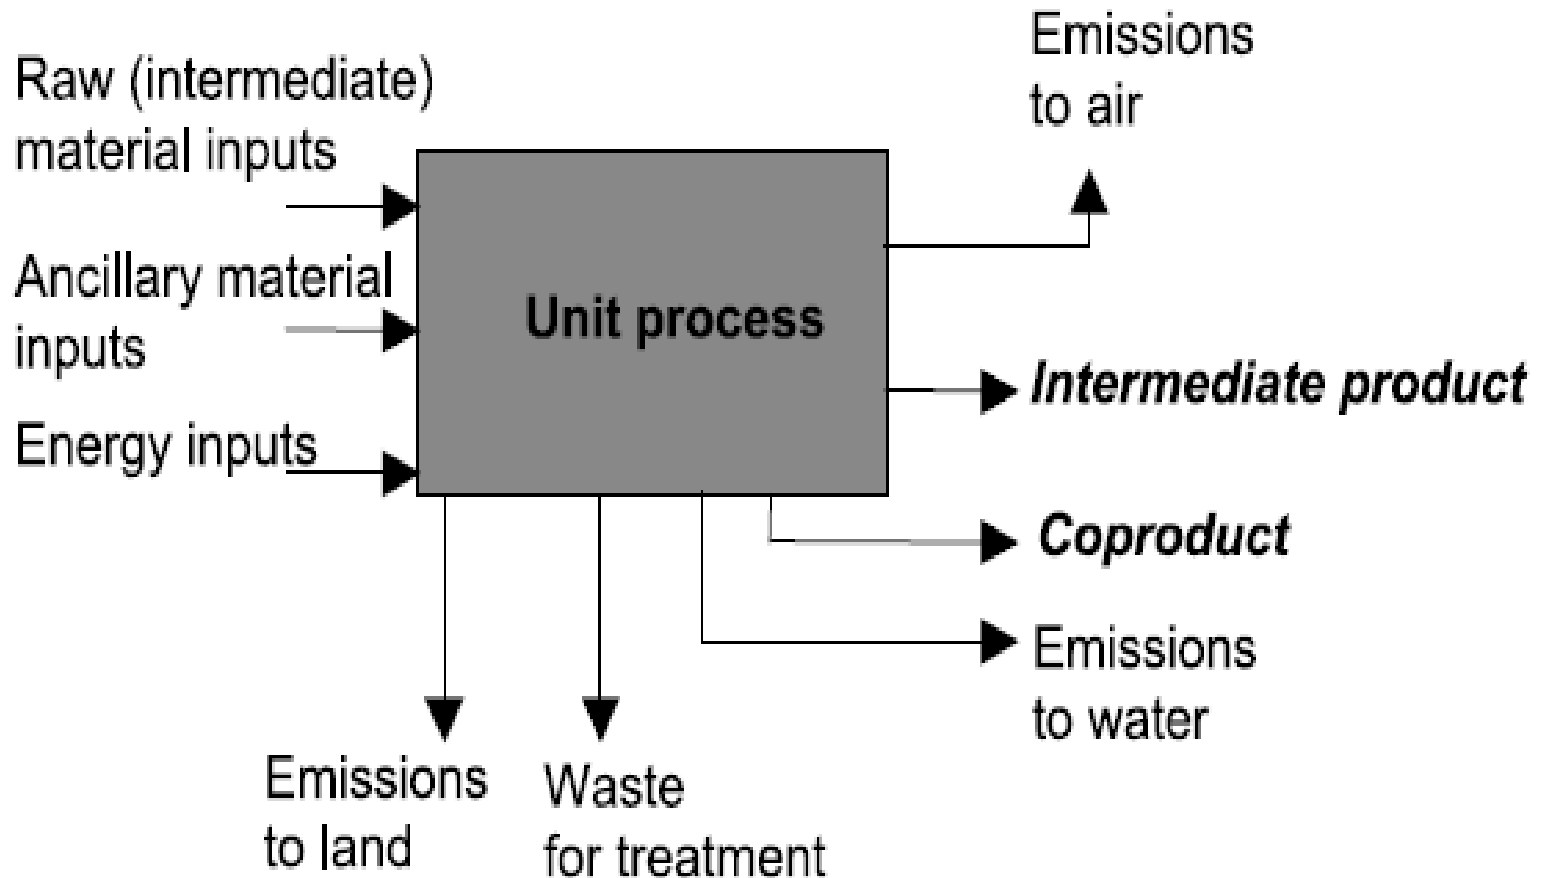 Emissions
to air
Raw (intermediate)
material inputs
Ancillary material
inputs
Unit process
Intermediate product
Energy inputs
Coproduct
Emissions
to water
Emissions
to land
Waste
for treatment